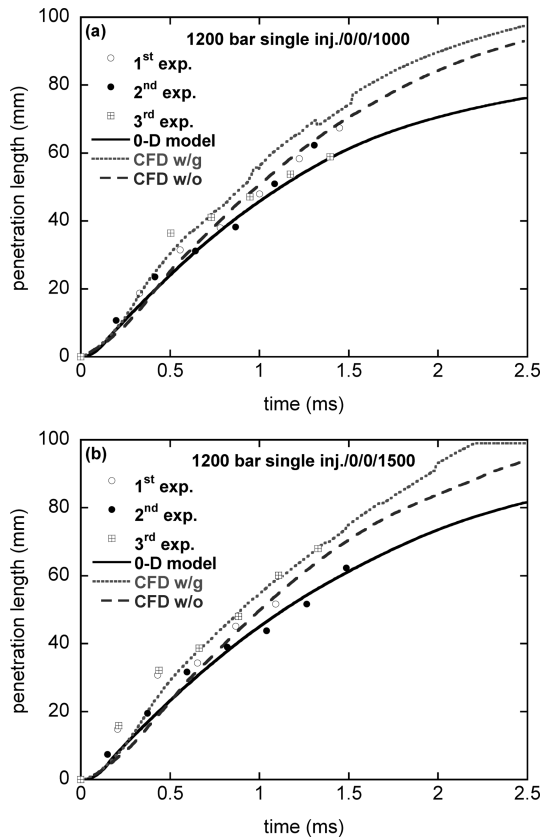 (a)
1200 bar single inj./0/0/1000
1st exp.
2nd exp.
3rd exp.
0-D model
CFD w/g
CFD w/o
penetration length (mm)
100
80
60
40
20
0
0 0.5 1 1.5 2 2.5
time (ms)
(b)
1200 bar single inj./0/0/1500
1st exp.
2nd exp.
3rd exp.
0-D model
CFD w/g
CFD w/o
penetration length (mm)
100
80
60
40
20
0
0 0.5 1 1.5 2 2.5
time (ms)